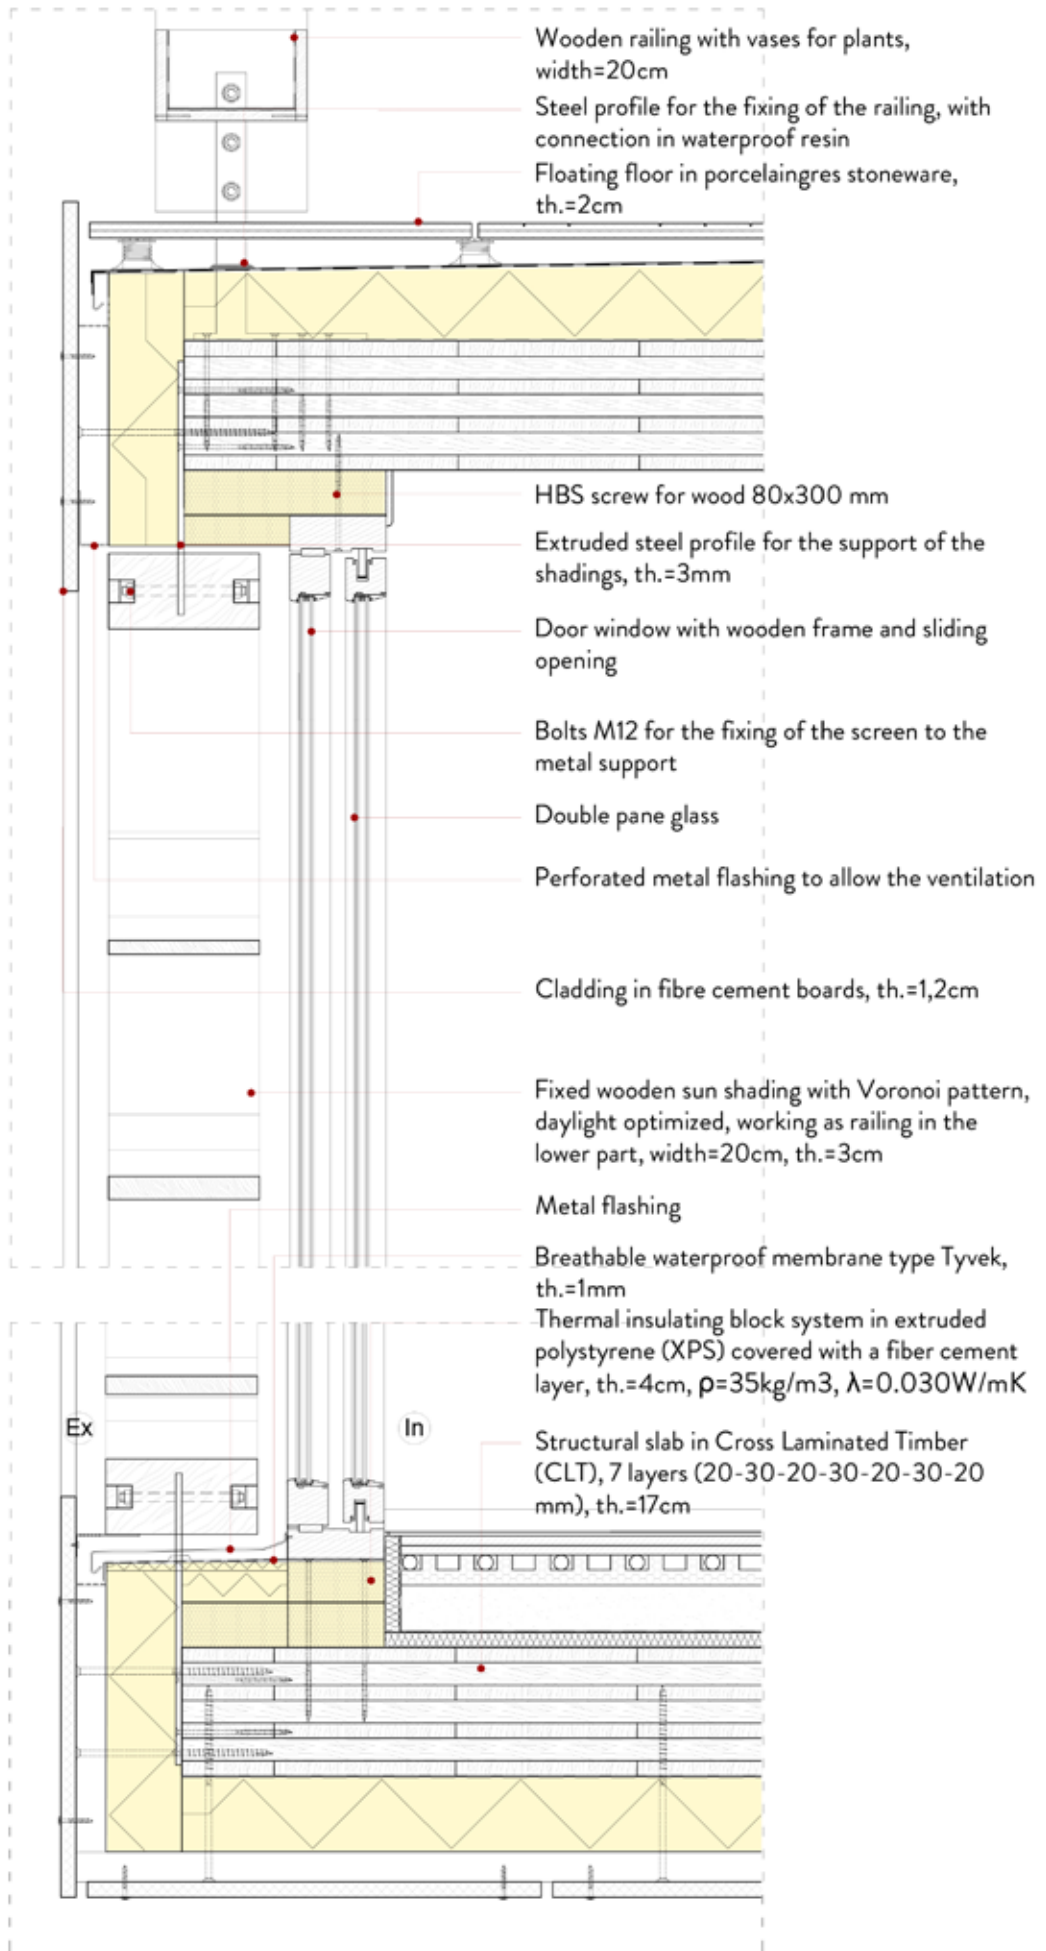 Wooden railing with vases for plants,
width=20cm
Steel profile for the fixing of the railing, with
connection in waterproof resin
Floating floor in porcelaingres stoneware,
th.=2cm
HBS screw for wood 80x300 mm
Extruded steel profile for the support of the
shadings, th.=3mm
Door window with wooden frame and sliding
opening
Bolts M12 for the fixing of the screen to the
metal support
Double pane glass
Perforated metal flashing to allow the ventilation
Cladding in fibre cement boards, th.=1,2cm
Fixed wooden sun shading with Voronoi pattern,
daylight optimized, working as railing in the
lower part, width=20cm, th.=3cm
Metal flashing
Breathable waterproof membrane type Tyvek,
th.=1mm
Thermal insulating block system in extruded
polystyrene (XPS) covered with a fiber cement
layer, th.=4cm, ρ=35kg/m3, λ=0.030W/mK
Ex
In
Structural slab in Cross Laminated Timber
(CLT), 7 layers (20-30-20-30-20-30-20
mm), th.=17cm